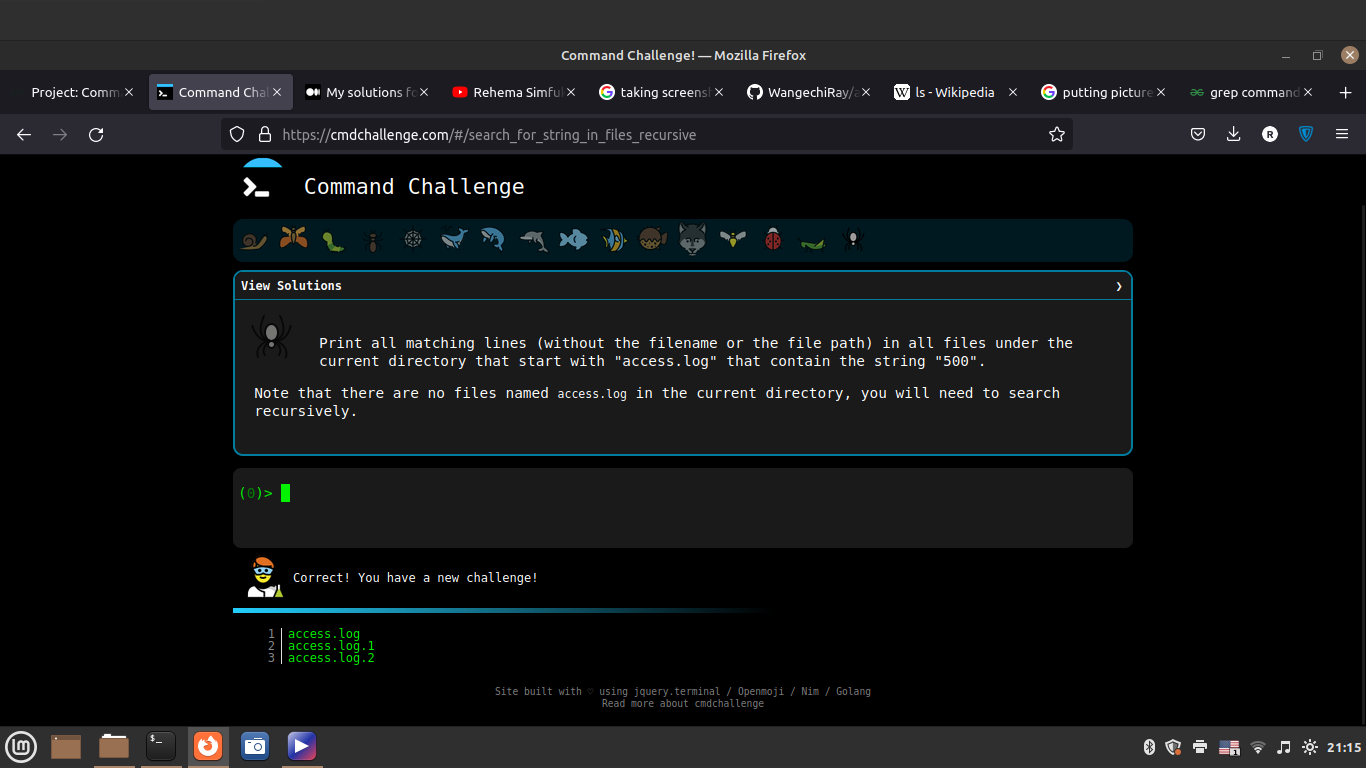 Command Challenge! — Mozilla Firefox
Project: Comm
Command Chal
My solutions fo
Rehema Simfuk
taking screensh
WangechiRay/a
ls - Wikipedia
putting picture
grep command
https://cmdchallenge.com/#/search_for_string_in_files_recursive
R
Command Challenge
View Solutions
Print all matching lines (without the filename or the file path) in all files under the
current directory that start with "access.log" that contain the string "500".
Note that there are no files named access.log in the current directory, you will need to search
recursively.
(0)>
Correct! You have a new challenge!
1 access.log
2 access.log.1
3 access.log.2
Site built with ♡ using jquery.terminal / Openmoji / Nim / Golang
Read more about cmdchallenge
$_
1
21:15